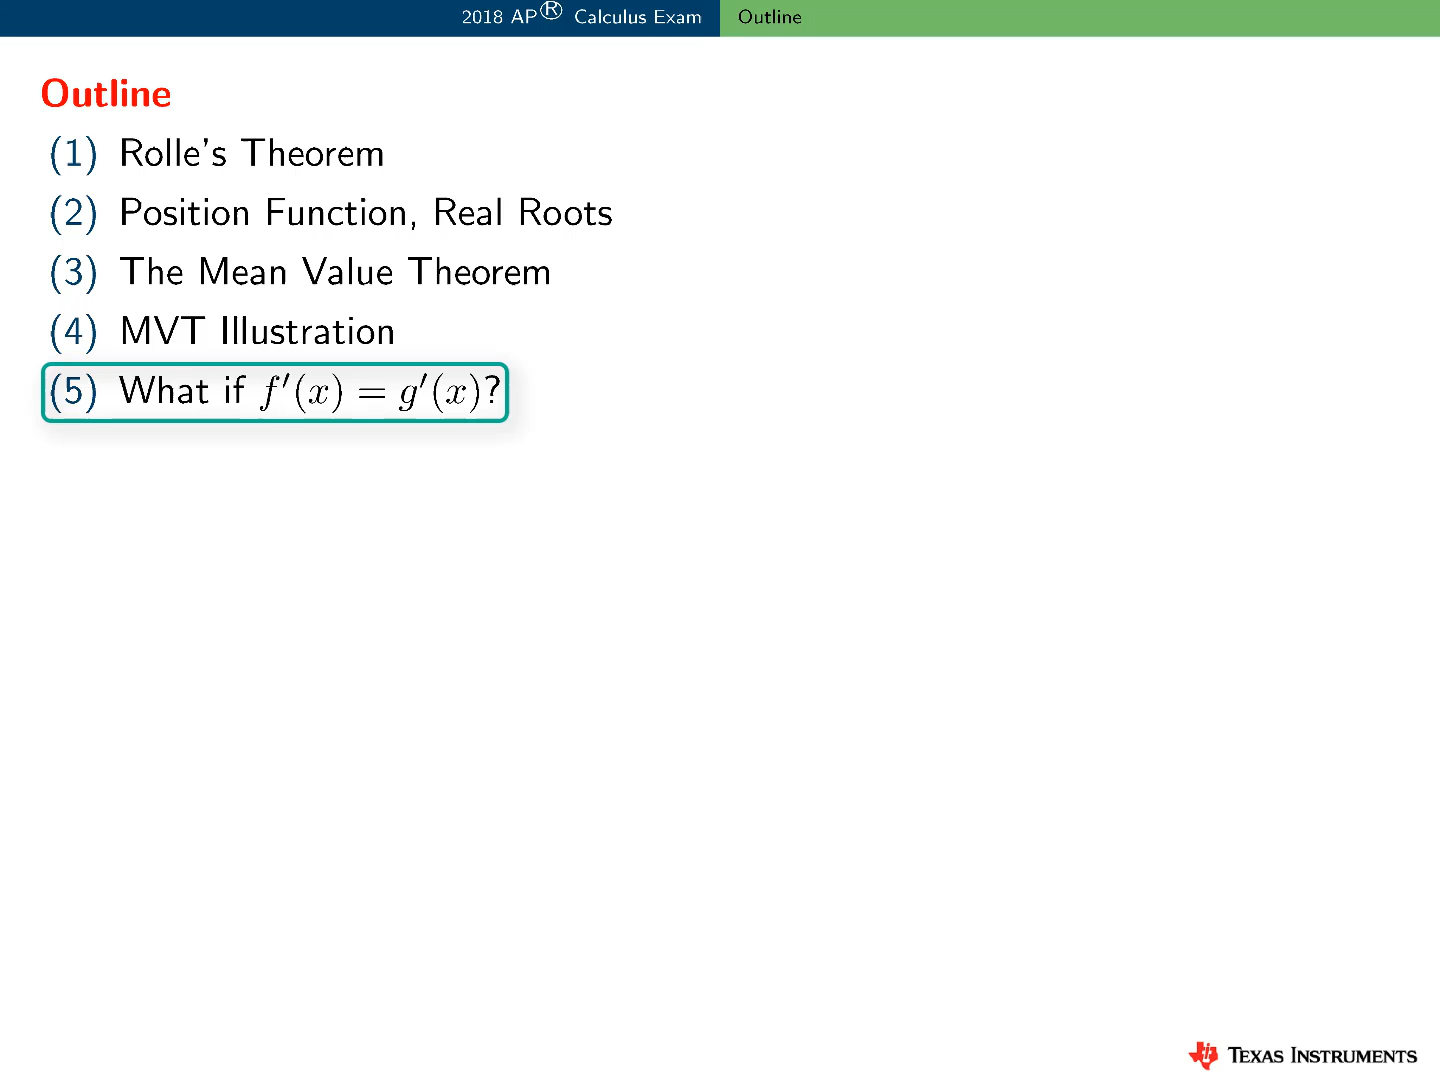 2018 AP® Calculus Exam Outline
Outline
(1) Rolle's Theorem
(2) Position Function, Real Roots
(3) The Mean Value Theorem
(4) MVT Illustration
(5) What if f′(x) = g′(x)?
TEXAS INSTRUMENTS